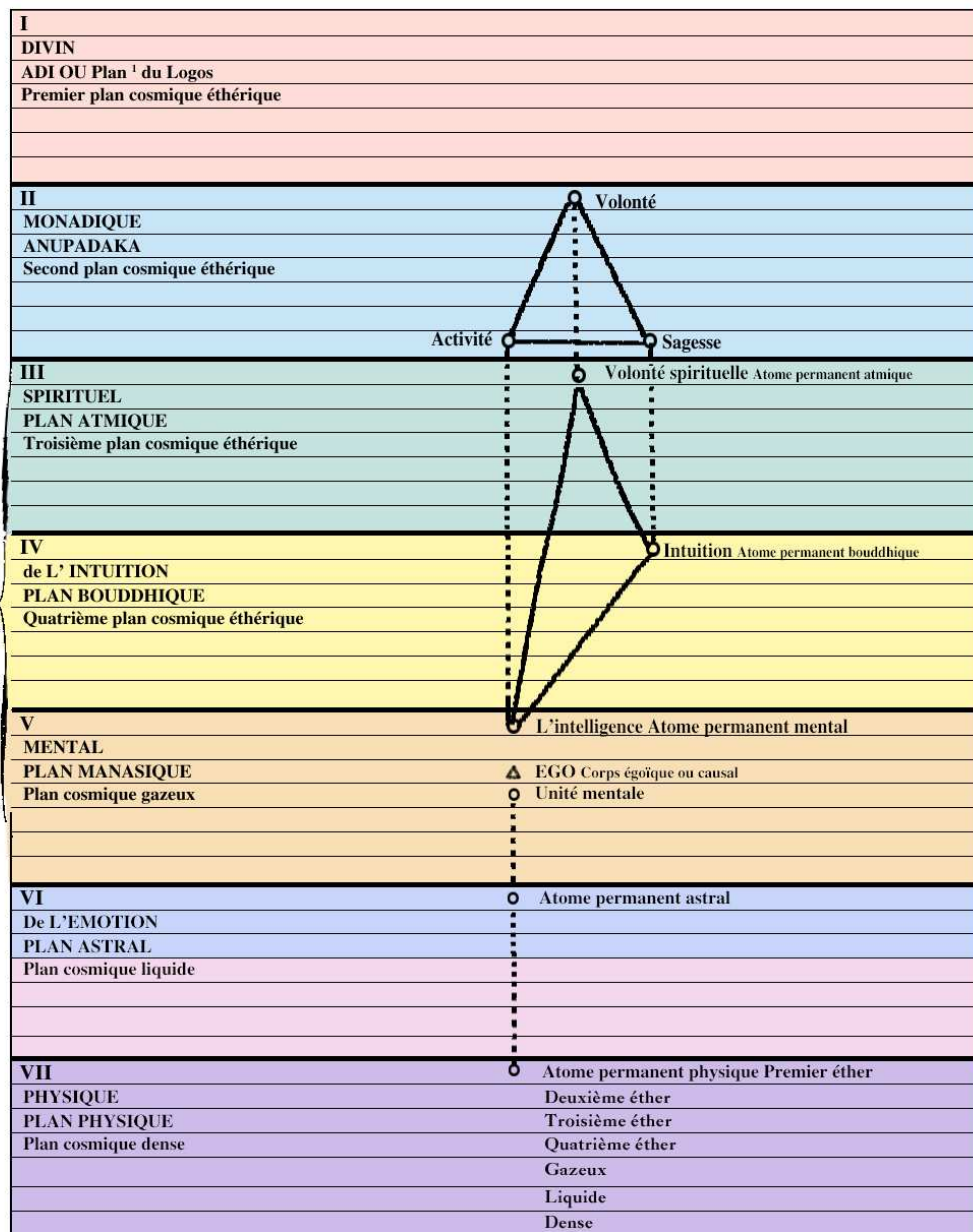 I
DIVIN
ADI OU Plan ¹ du Logos
Premier plan cosmique éthérique
II
Volonté
MONADIQUE
ANUPADAKA
Second plan cosmique éthérique
Activité
Sagesse
III
Volonté spirituelle Atome permanent atmique
SPIRITUEL
PLAN ATMIQUE
Troisième plan cosmique éthérique
IV
Intuition Atome permanent bouddhique
de L' INTUITION
PLAN BOUDDHIQUE
Quatrième plan cosmique éthérique
V
L'intelligence Atome permanent mental
MENTAL
PLAN MANASIQUE
EGO Corps égoïque ou causal
Plan cosmique gazeux
Unité mentale
VI
Atome permanent astral
De L'EMOTION
PLAN ASTRAL
Plan cosmique liquide
VII
Atome permanent physique Premier éther
PHYSIQUE
Deuxième éther
PLAN PHYSIQUE
Troisième éther
Plan cosmique dense
Quatrième éther
Gazeux
Liquide
Dense